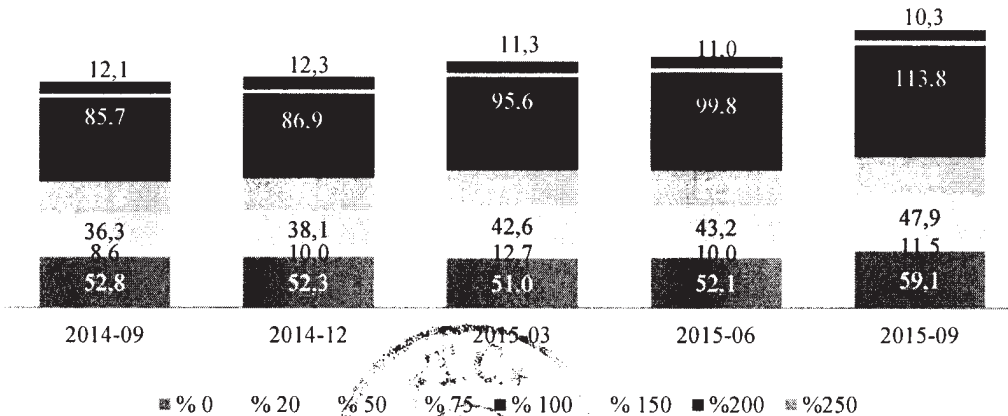 10,3
12,1 12,3 11,3 11,0
85,7 86,9 95,6 99,8 113,8
36,3 38,1 42,6 43,2 47,9
8,6 10,0 12,7 10,0 11,5
52,8 52,3 51,0 52,1 59,1
2014-09 2014-12 2015-03 2015-06 2015-09
% 0 % 20 % 50 % 75 % 100 % 150 %200 %250